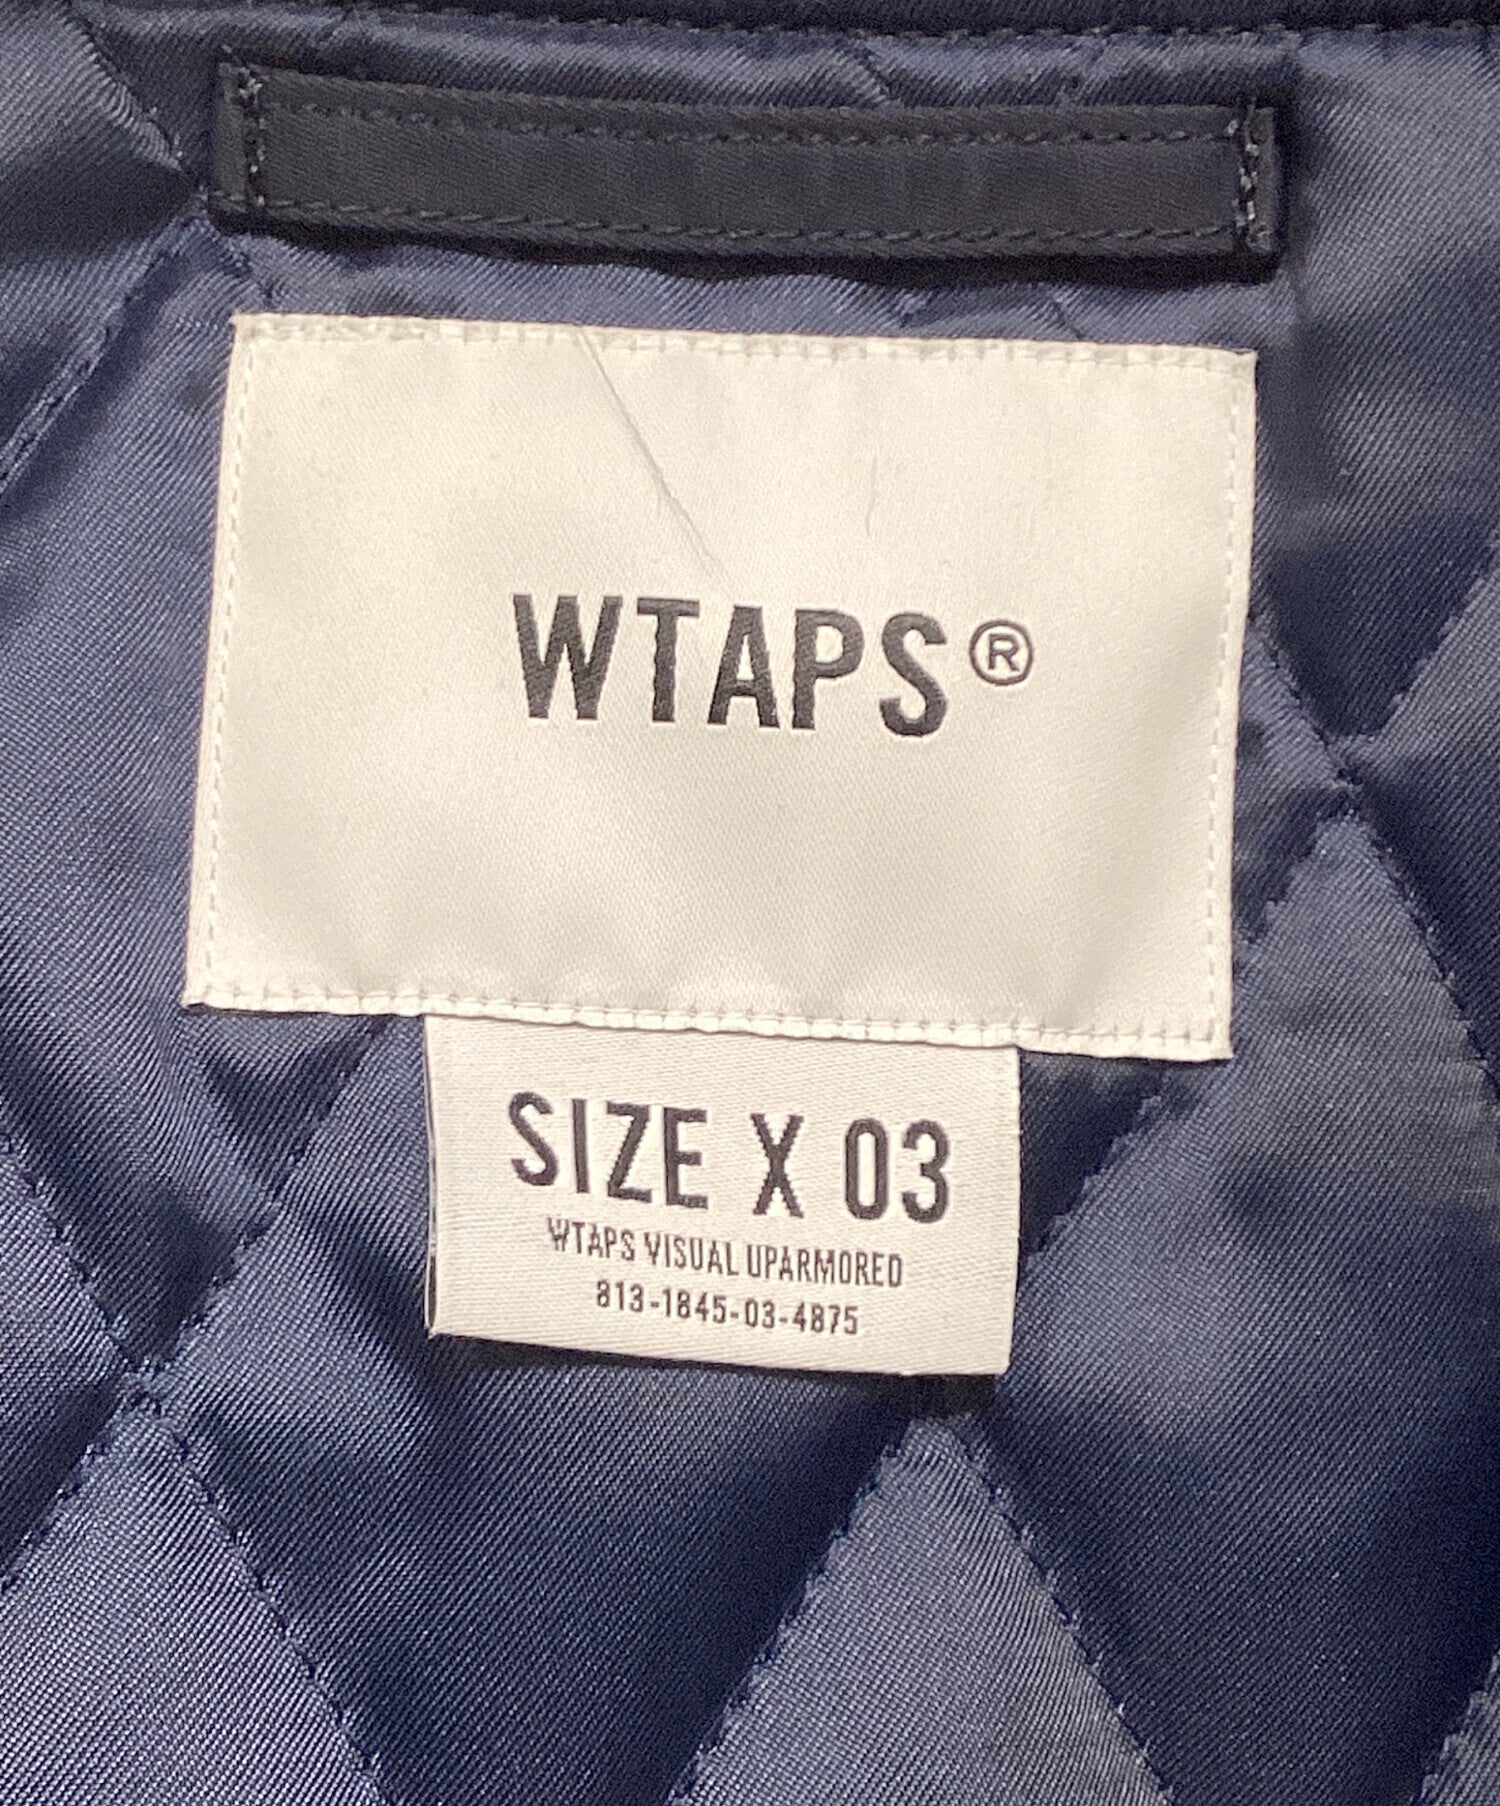 WTAPS®
SIZE X 03
WTAPS VISUAL UPARMORED
813-1845-03-4875